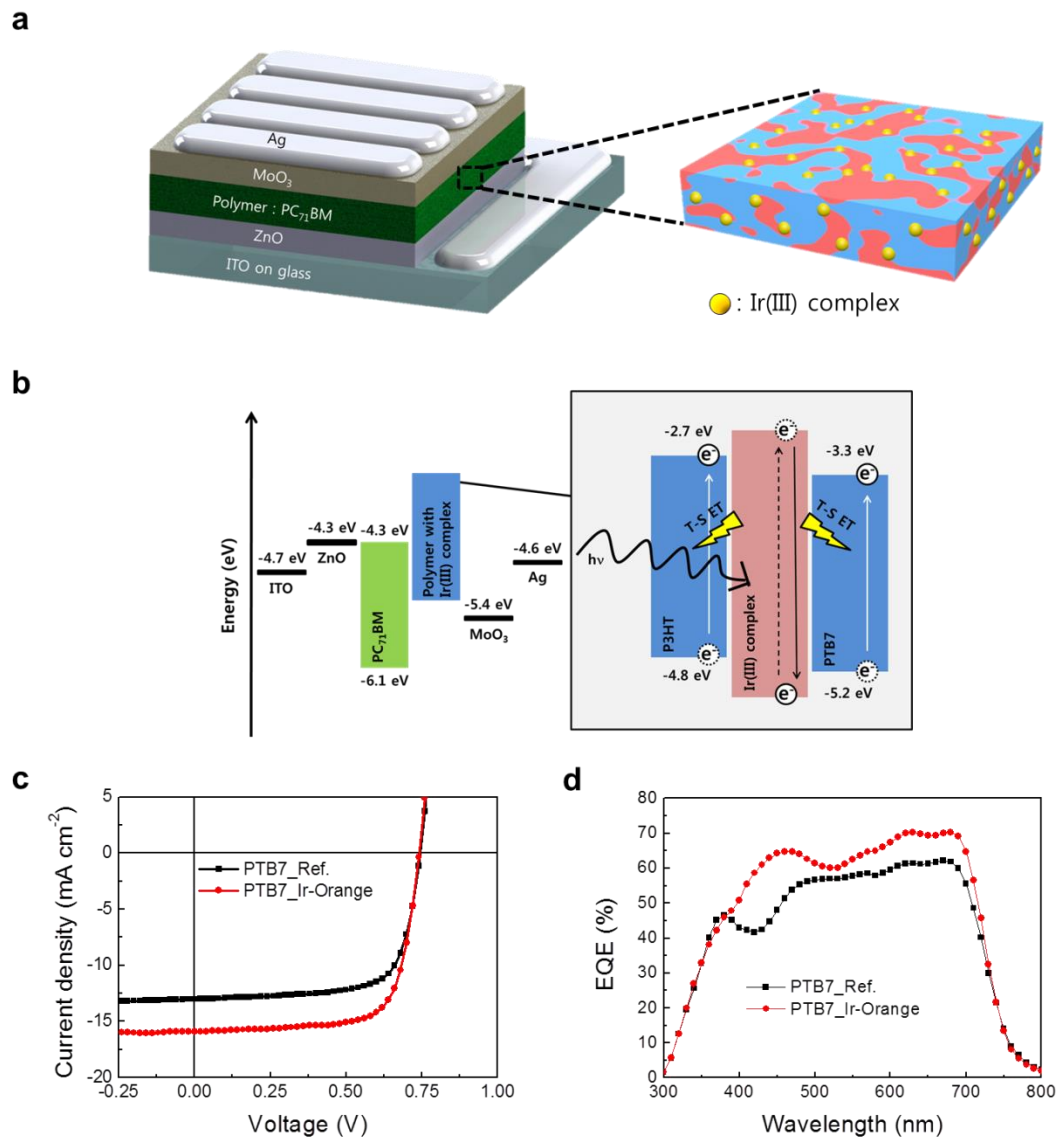 a
Ag
MoO₃
Polymer : PC₇₁BM
ZnO
ITO on glass
: Ir(III) complex
b
Energy (eV)
-4.7 eV
ITO
-4.3 eV
ZnO
-4.3 eV
PC₇₁BM
-6.1 eV
Polymer with
Ir(III) complex
-5.4 eV
MoO₃
-4.6 eV
Ag
hν
-2.7 eV
e⁻
T-S ET
P3HT
e⁻
-4.8 eV
e⁻
Ir(III) complex
e⁻
-3.3 eV
e⁻
T-S ET
PTB7
e⁻
-5.2 eV
c
Current density (mA cm⁻²)
5
0
-5
-10
-15
-20
PTB7_Ref.
PTB7_Ir-Orange
-0.25 0.00 0.25 0.50 0.75 1.00
Voltage (V)
d
EQE (%)
80
70
60
50
40
30
20
10
0
PTB7_Ref.
PTB7_Ir-Orange
300 400 500 600 700 800
Wavelength (nm)